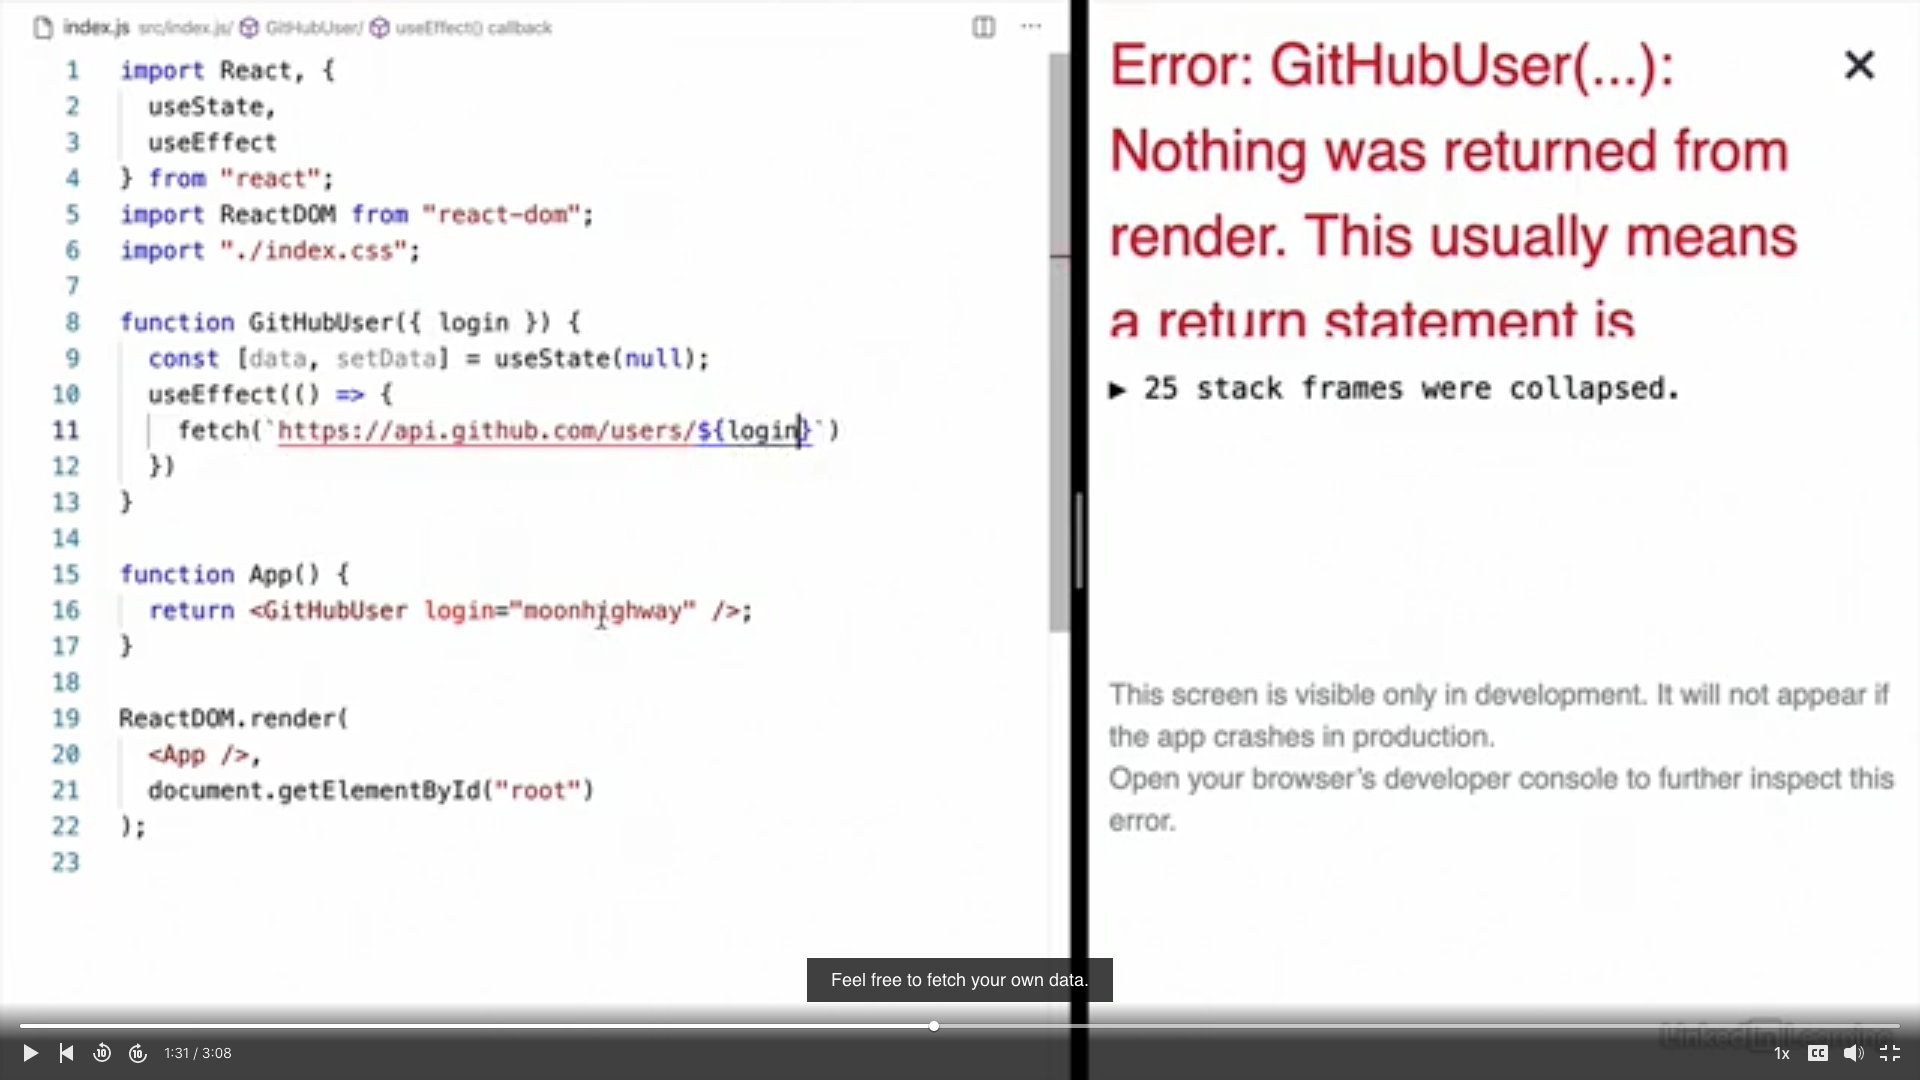 index.js src/index.js/ GitHubUser/ useEffect() callback
1 import React, {
2 useState,
3 useEffect
4 } from "react";
5 import ReactDOM from "react-dom";
6 import "./index.css";
7
8 function GitHubUser({ login }) {
9 const [data, setData] = useState(null);
10 useEffect(() => {
11 fetch(`https://api.github.com/users/${login}`)
12 })
13 }
14
15 function App() {
16 return <GitHubUser login="moonhighway" />;
17 }
18
19 ReactDOM.render(
20 <App />,
21 document.getElementById("root")
22 );
23
Error: GitHubUser(...):
Nothing was returned from
render. This usually means
a return statement is
▶ 25 stack frames were collapsed.
This screen is visible only in development. It will not appear if
the app crashes in production.
Open your browser’s developer console to further inspect this
error.
Feel free to fetch your own data.
LinkedIn Learning
10 10 1:31 / 3:08 1x CC